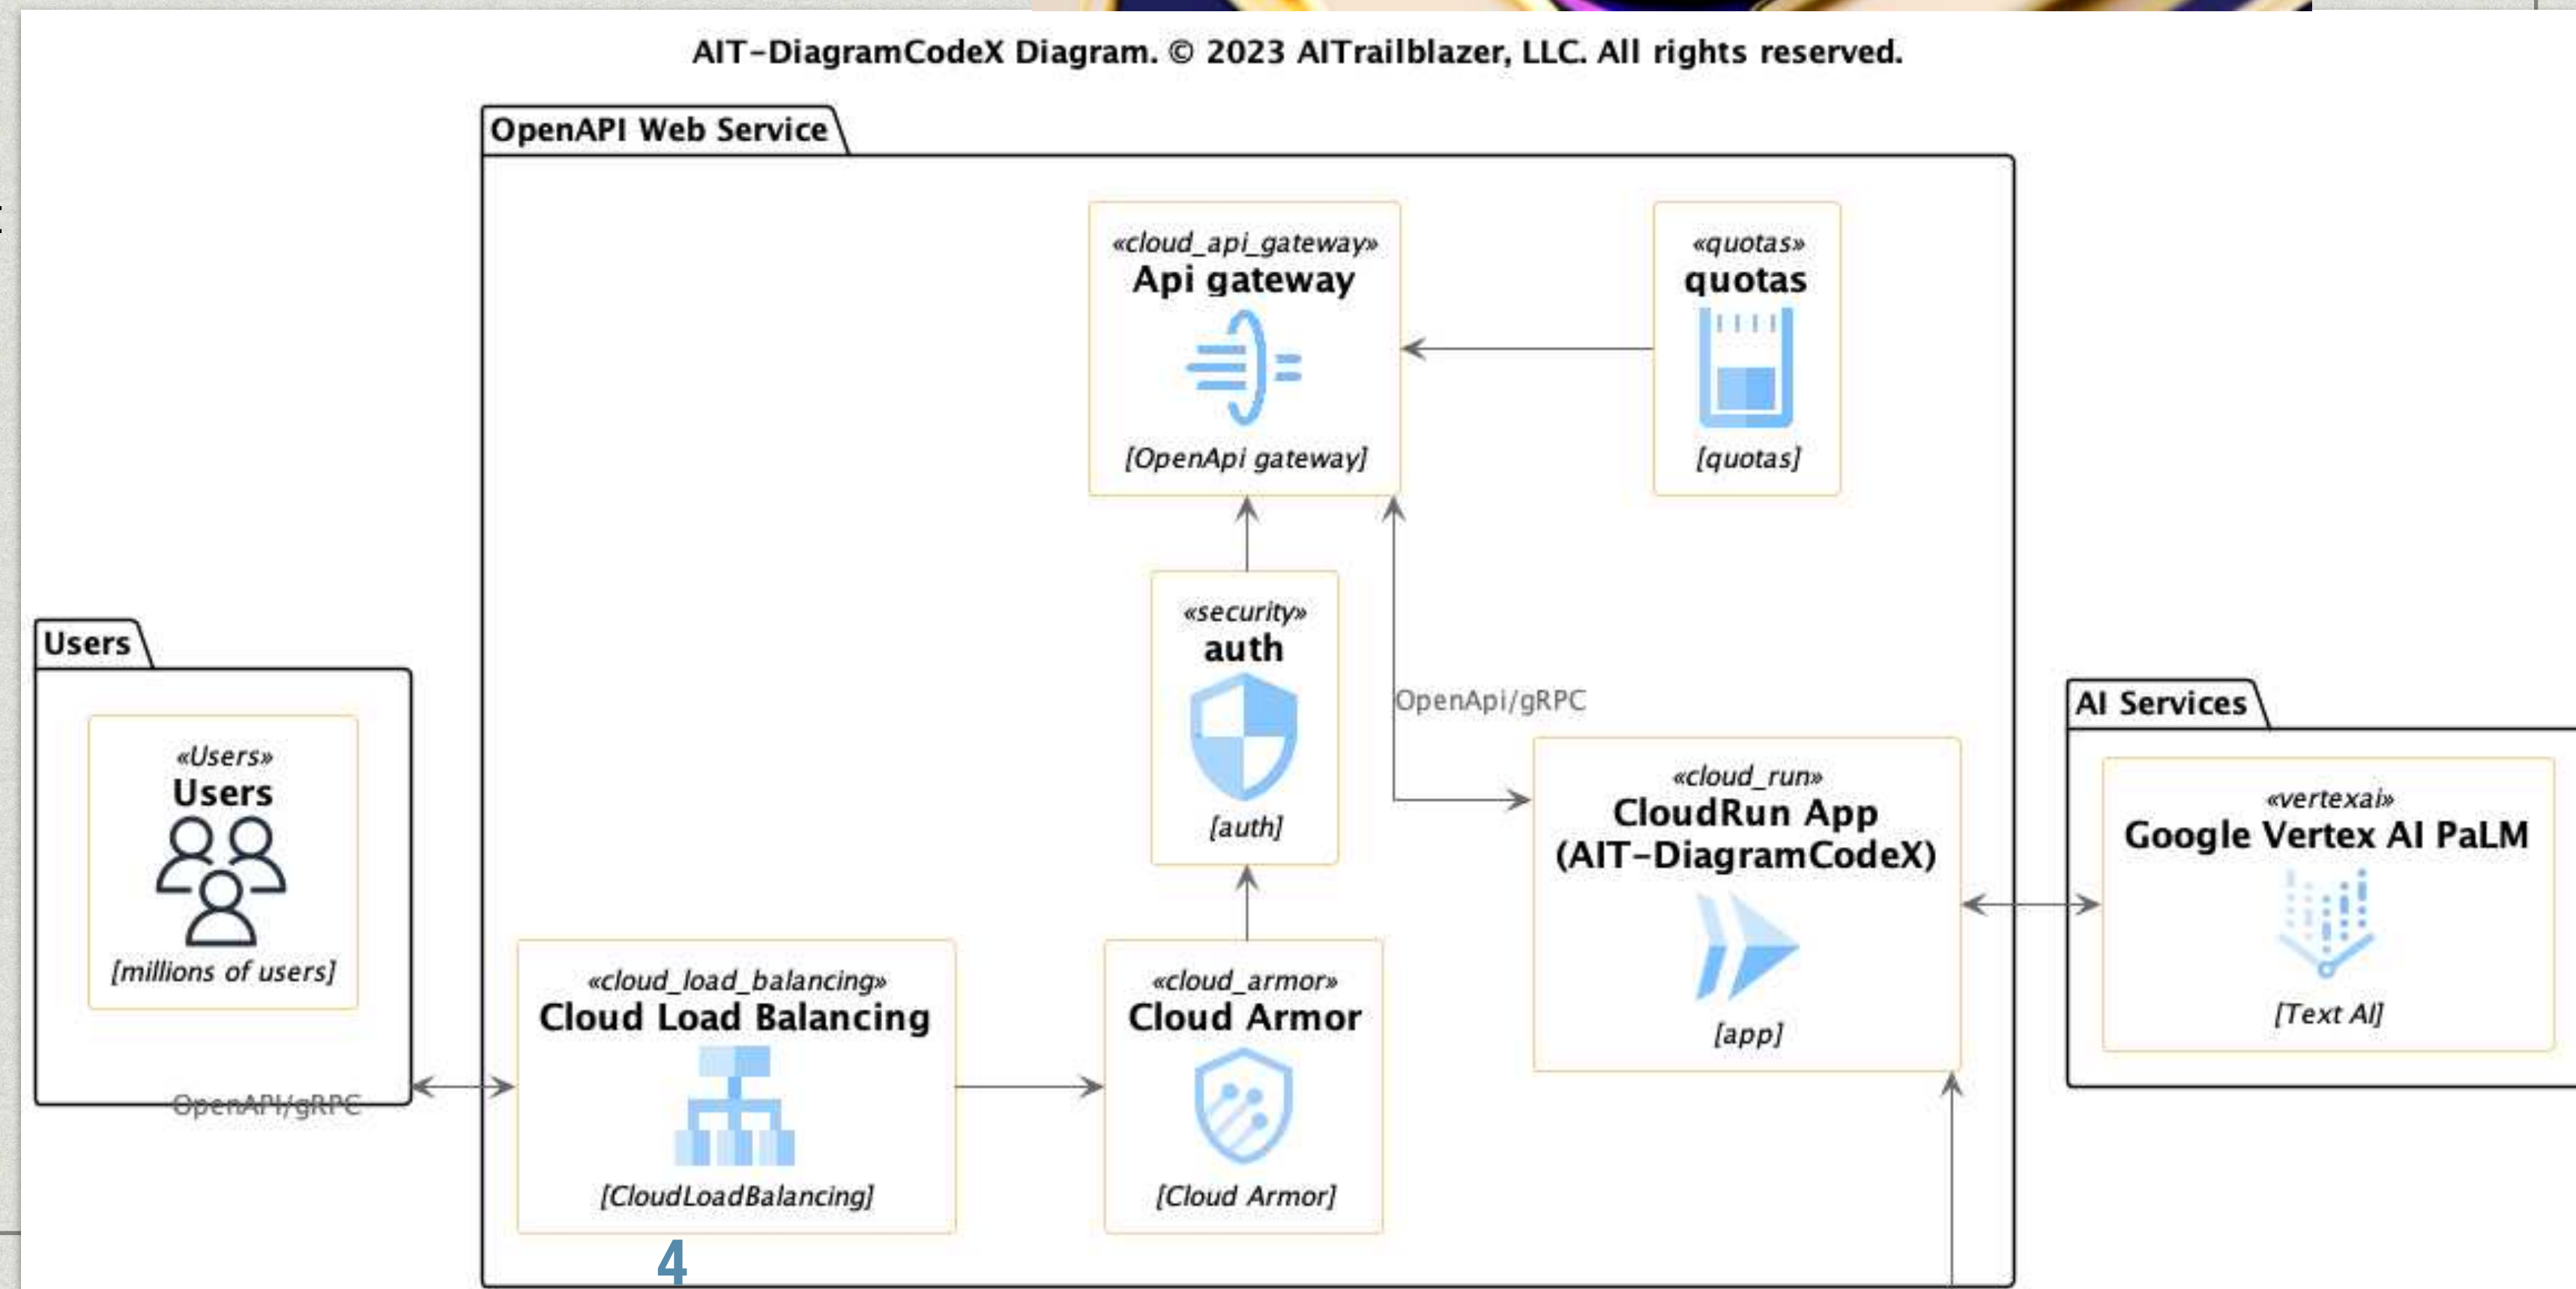 AIT-DiagramCodeX Diagram. © 2023 AITrailblazer, LLC. All rights reserved.
OpenAPI Web Service
«cloud_api_gateway»
Api gateway
[OpenApi gateway]
«quotas»
quotas
[quotas]
«security»
auth
[auth]
OpenApi/gRPC
Users
«Users»
Users
[millions of users]
OpenAPI/gRPC
«cloud_load_balancing»
Cloud Load Balancing
[CloudLoadBalancing]
«cloud_armor»
Cloud Armor
[Cloud Armor]
«cloud_run»
CloudRun App
(AIT-DiagramCodeX)
[app]
AI Services
«vertexai»
Google Vertex AI PaLM
[Text AI]
4